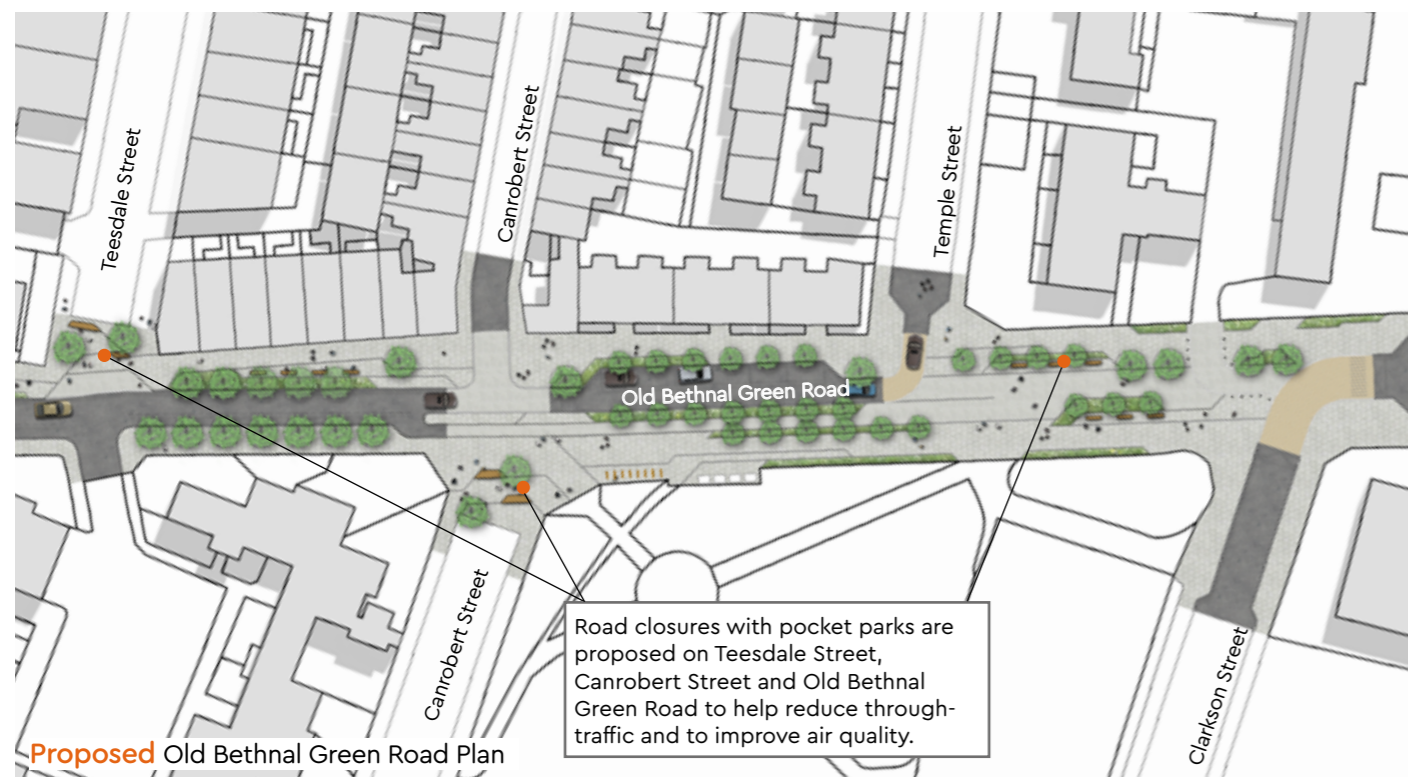 Teesdale Street
Canrobert Street
Temple Street
Old Bethnal Green Road
Canrobert Street
Clarkson Street
Road closures with pocket parks are
proposed on Teesdale Street,
Canrobert Street and Old Bethnal
Green Road to help reduce through-
traffic and to improve air quality.
Proposed Old Bethnal Green Road Plan